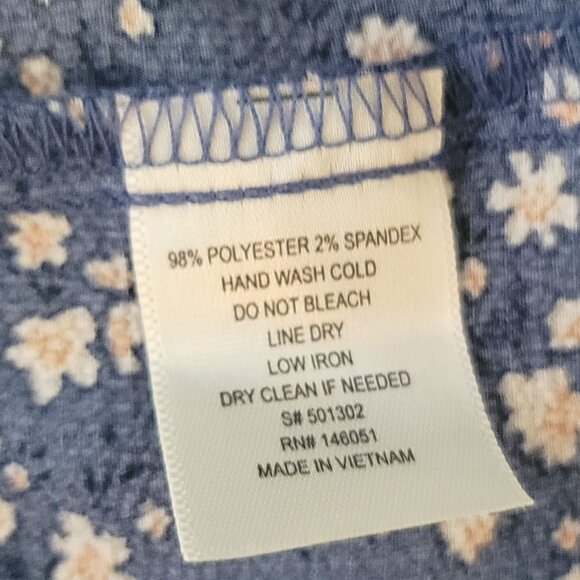 98% POLYESTER 2% SPANDEX
HAND WASH COLD
DO NOT BLEACH
LINE DRY
LOW IRON
DRY CLEAN IF NEEDED
S# 501302
RN# 146051
MADE IN VIETNAM